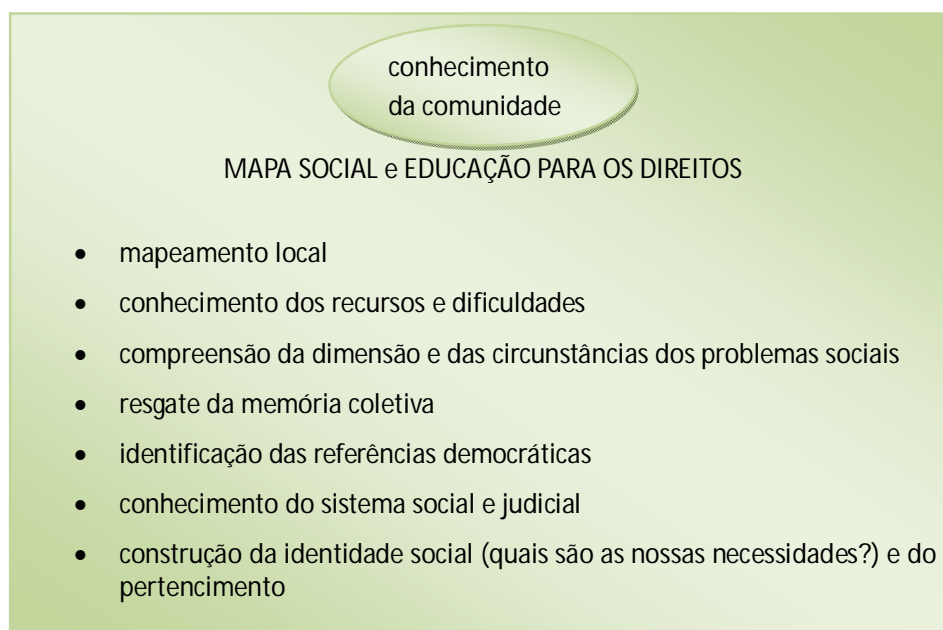 conhecimento
da comunidade
MAPA SOCIAL e EDUCAÇÃO PARA OS DIREITOS
• mapeamento local
• conhecimento dos recursos e dificuldades
• compreensão da dimensão e das circunstâncias dos problemas sociais
• resgate da memória coletiva
• identificação das referências democráticas
• conhecimento do sistema social e judicial
• construção da identidade social (quais são as nossas necessidades?) e do
pertencimento